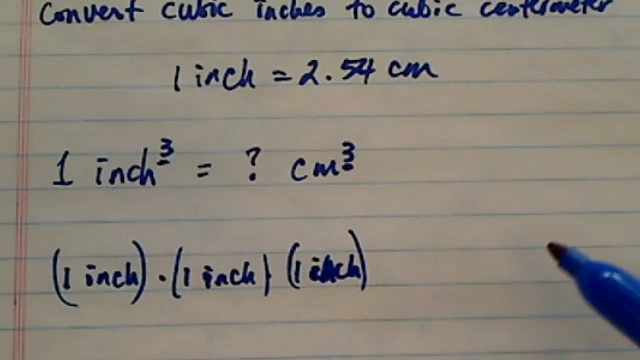 Convert cubic inches to cubic centimeter
1 inch = 2.54 cm
1 inch³ = ? cm³
(1 inch) · (1 inch) (1 inch)